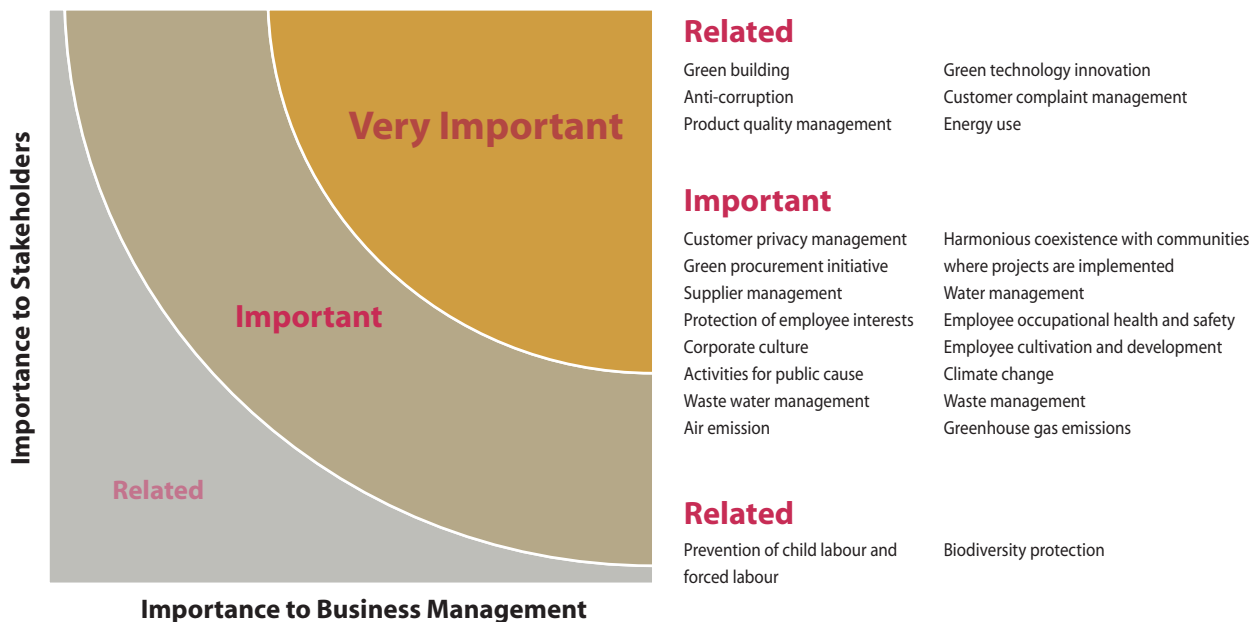 Importance to Stakeholders
Very Important
Important
Related
Importance to Business Management
Related
Green building
Anti-corruption
Product quality management
Green technology innovation
Customer complaint management
Energy use
Important
Customer privacy management
Green procurement initiative
Supplier management
Protection of employee interests
Corporate culture
Activities for public cause
Waste water management
Air emission
Harmonious coexistence with communities
where projects are implemented
Water management
Employee occupational health and safety
Employee cultivation and development
Climate change
Waste management
Greenhouse gas emissions
Related
Prevention of child labour and
forced labour
Biodiversity protection